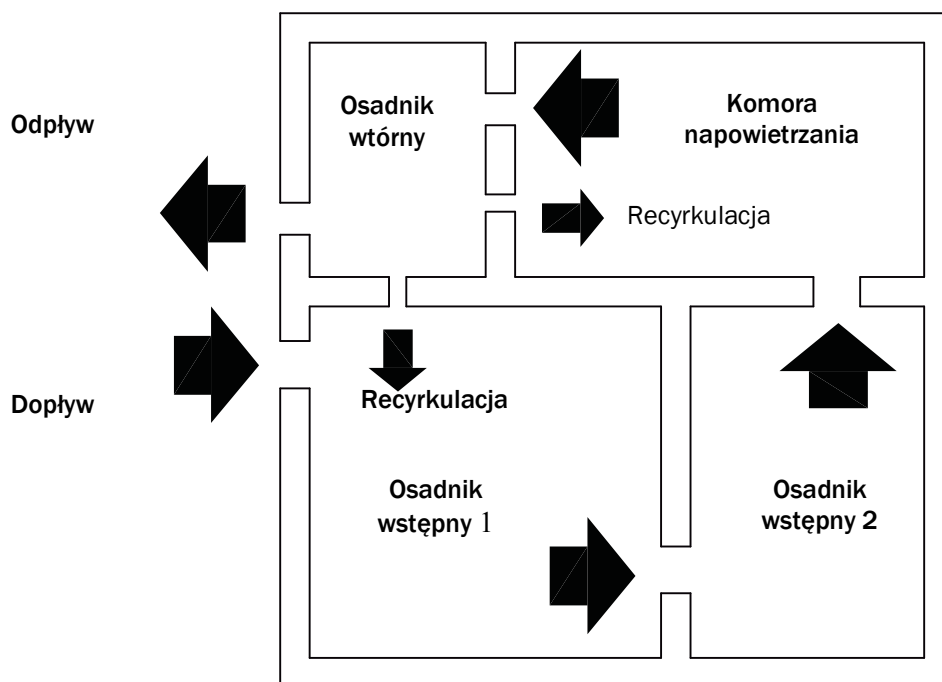 Odpływ
Osadnik
wtórny
Komora
napowietrzania
Recyrkulacja
Dopływ
Recyrkulacja
Osadnik
wstępny 1
Osadnik
wstępny 2